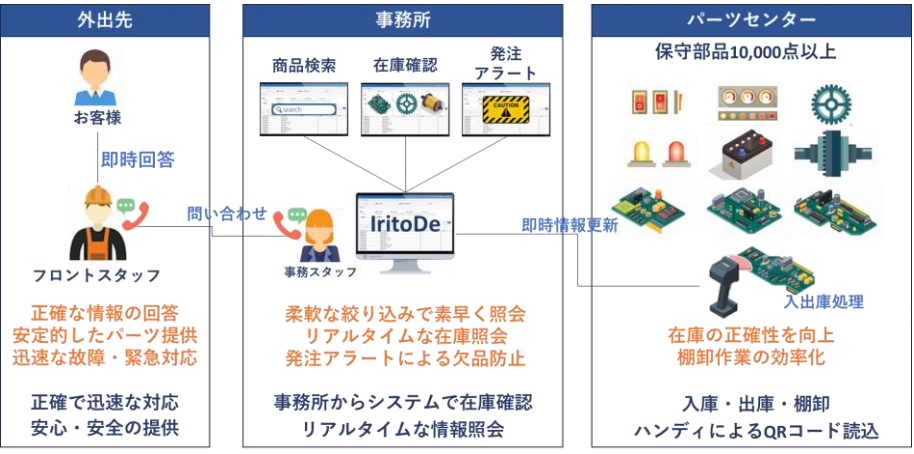 外出先
お客様
即時回答
フロントスタッフ
正確な情報の回答
安定的したパーツ提供
迅速な故障・緊急対応
正確で迅速な対応
安心・安全の提供
問い合わせ
事務所
商品検索
在庫確認
発注
アラート
search
CAUTION
IritoDe
事務スタッフ
柔軟な絞り込みで素早く照会
リアルタイムな在庫照会
発注アラートによる欠品防止
事務所からシステムで在庫確認
リアルタイムな情報照会
即時情報更新
パーツセンター
保守部品10,000点以上
入出庫処理
在庫の正確性を向上
棚卸作業の効率化
入庫・出庫・棚卸
ハンディによるQRコード読込